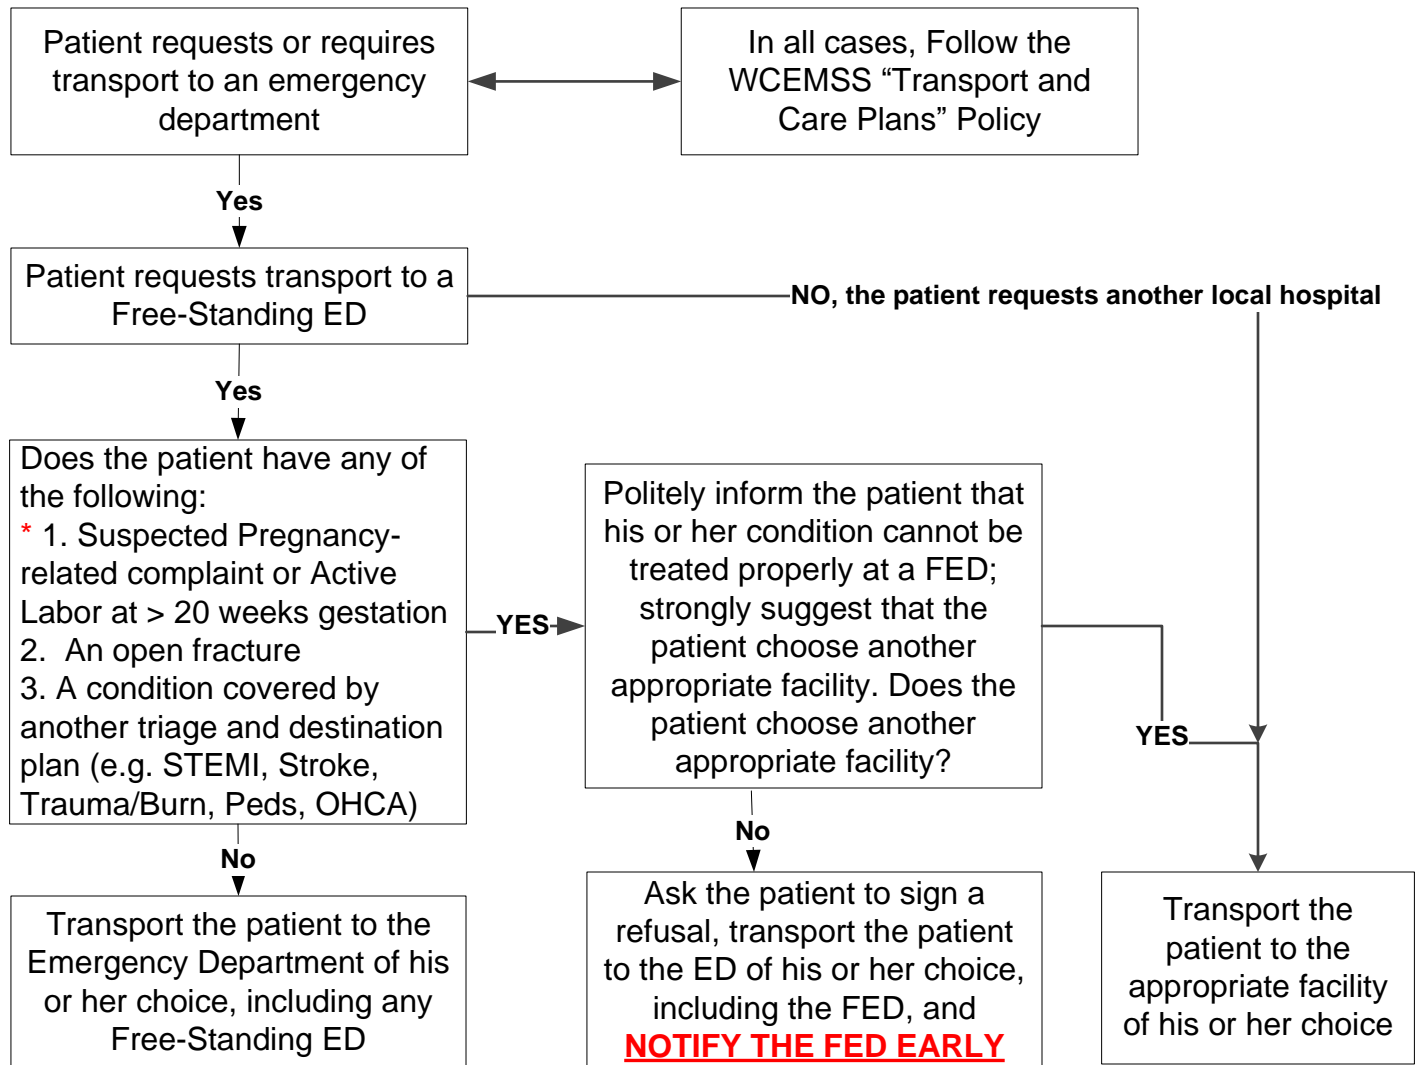 Patient requests or requires
transport to an emergency
department
In all cases, Follow the
WCEMSS “Transport and
Care Plans” Policy
Yes
Patient requests transport to a
Free-Standing ED
NO, the patient requests another local hospital
Yes
Does the patient have any of
the following:
* 1. Suspected Pregnancy-
related complaint or Active
Labor at > 20 weeks gestation
2. An open fracture
3. A condition covered by
another triage and destination
plan (e.g. STEMI, Stroke,
Trauma/Burn, Peds, OHCA)
YES
Politely inform the patient that
his or her condition cannot be
treated properly at a FED;
strongly suggest that the
patient choose another
appropriate facility. Does the
patient choose another
appropriate facility?
YES
No
No
Transport the patient to the
Emergency Department of his
or her choice, including any
Free-Standing ED
Ask the patient to sign a
refusal, transport the patient
to the ED of his or her choice,
including the FED, and
NOTIFY THE FED EARLY
Transport the
patient to the
appropriate facility
of his or her choice